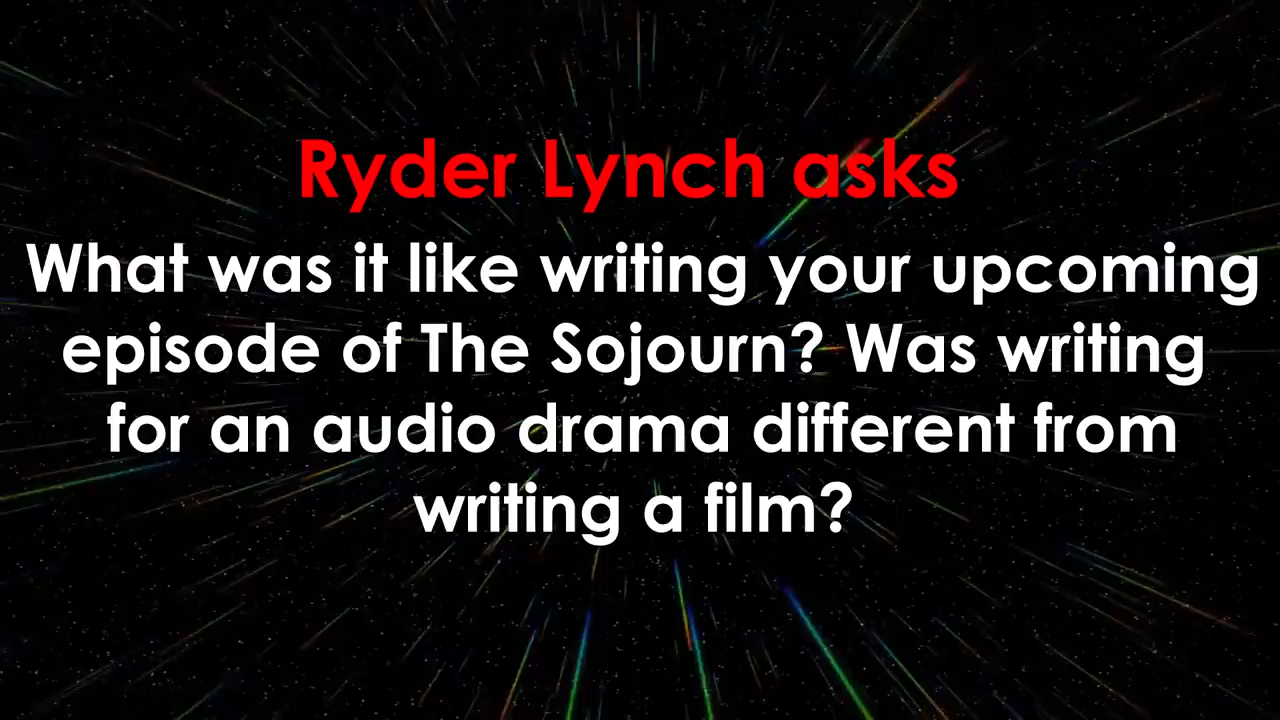 Ryder Lynch asks
What was it like writing your upcoming
episode of The Sojourn? Was writing
for an audio drama different from
writing a film?